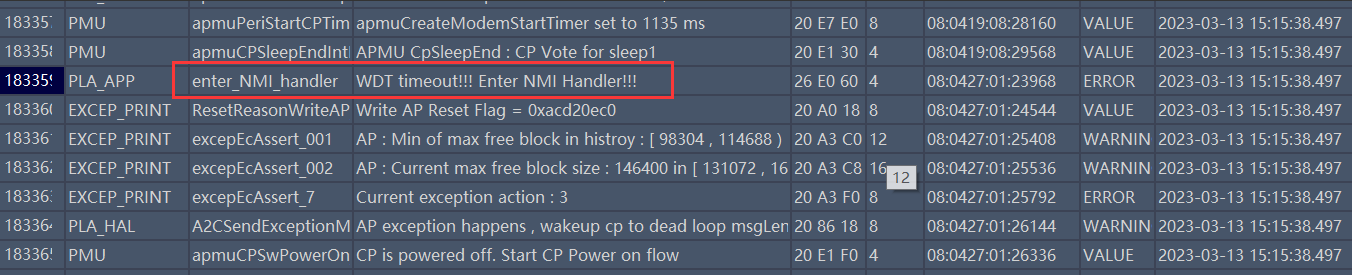 183357 PMU apmuPeriStartCPTim apmuCreateModemStartTimer set to 1135 ms 20 E7 E0 8 08:0419:08:28160 VALUE 2023-03-13 15:15:38.497
183358 PMU apmuCPSleepEndInt APMU CpSleepEnd : CP Vote for sleep1 20 E1 30 4 08:0419:08:29568 VALUE 2023-03-13 15:15:38.497
183359 PLA_APP enter_NMI_handler WDT timeout!!! Enter NMI Handler!!! 26 E0 60 4 08:0427:01:23968 ERROR 2023-03-13 15:15:38.497
183360 EXCEP_PRINT ResetReasonWriteAP Write AP Reset Flag = 0xacd20ec0 20 A0 18 8 08:0427:01:24544 VALUE 2023-03-13 15:15:38.497
183361 EXCEP_PRINT excepEcAssert_001 AP : Min of max free block in histroy : [ 98304 , 114688 ) 20 A3 C0 12 08:0427:01:25408 WARNIN 2023-03-13 15:15:38.497
183362 EXCEP_PRINT excepEcAssert_002 AP : Current max free block size : 146400 in [ 131072 , 16 20 A3 C8 16 08:0427:01:25536 WARNIN 2023-03-13 15:15:38.497
12
183363 EXCEP_PRINT excepEcAssert_7 Current exception action : 3 20 A3 F0 8 08:0427:01:25792 ERROR 2023-03-13 15:15:38.497
183364 PLA_HAL A2CSendExceptionM AP exception happens , wakeup cp to dead loop msgLen 20 86 18 8 08:0427:01:26144 WARNIN 2023-03-13 15:15:38.497
183365 PMU apmuCPSwPowerOn CP is powered off. Start CP Power on flow 20 E1 F0 4 08:0427:01:26336 VALUE 2023-03-13 15:15:38.497